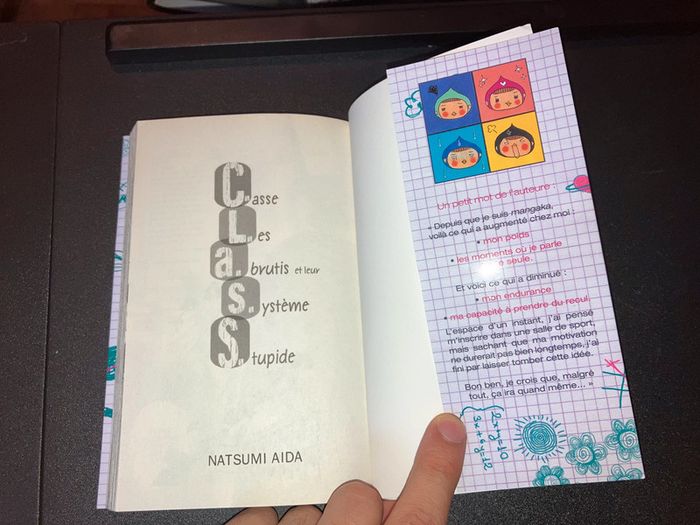 C.asse
L.es
a.brutis et leur
s.ystème
S.tupide
NATSUMI AIDA
Un petit mot de l'auteure :
« Depuis que je suis mangaka,
voilà ce qui a augmenté chez moi :
• mon poids
• les moments où je parle
seule.
Et voici ce qui a diminué :
• mon endurance
• ma capacité à prendre du recul.
L'espace d'un instant, j'ai pensé
m'inscrire dans une salle de sport,
mais sachant que ma motivation
ne durerait pas bien longtemps, j'ai
fini par laisser tomber cette idée.
Bon ben, je crois que, malgré
tout, ça ira quand même... »